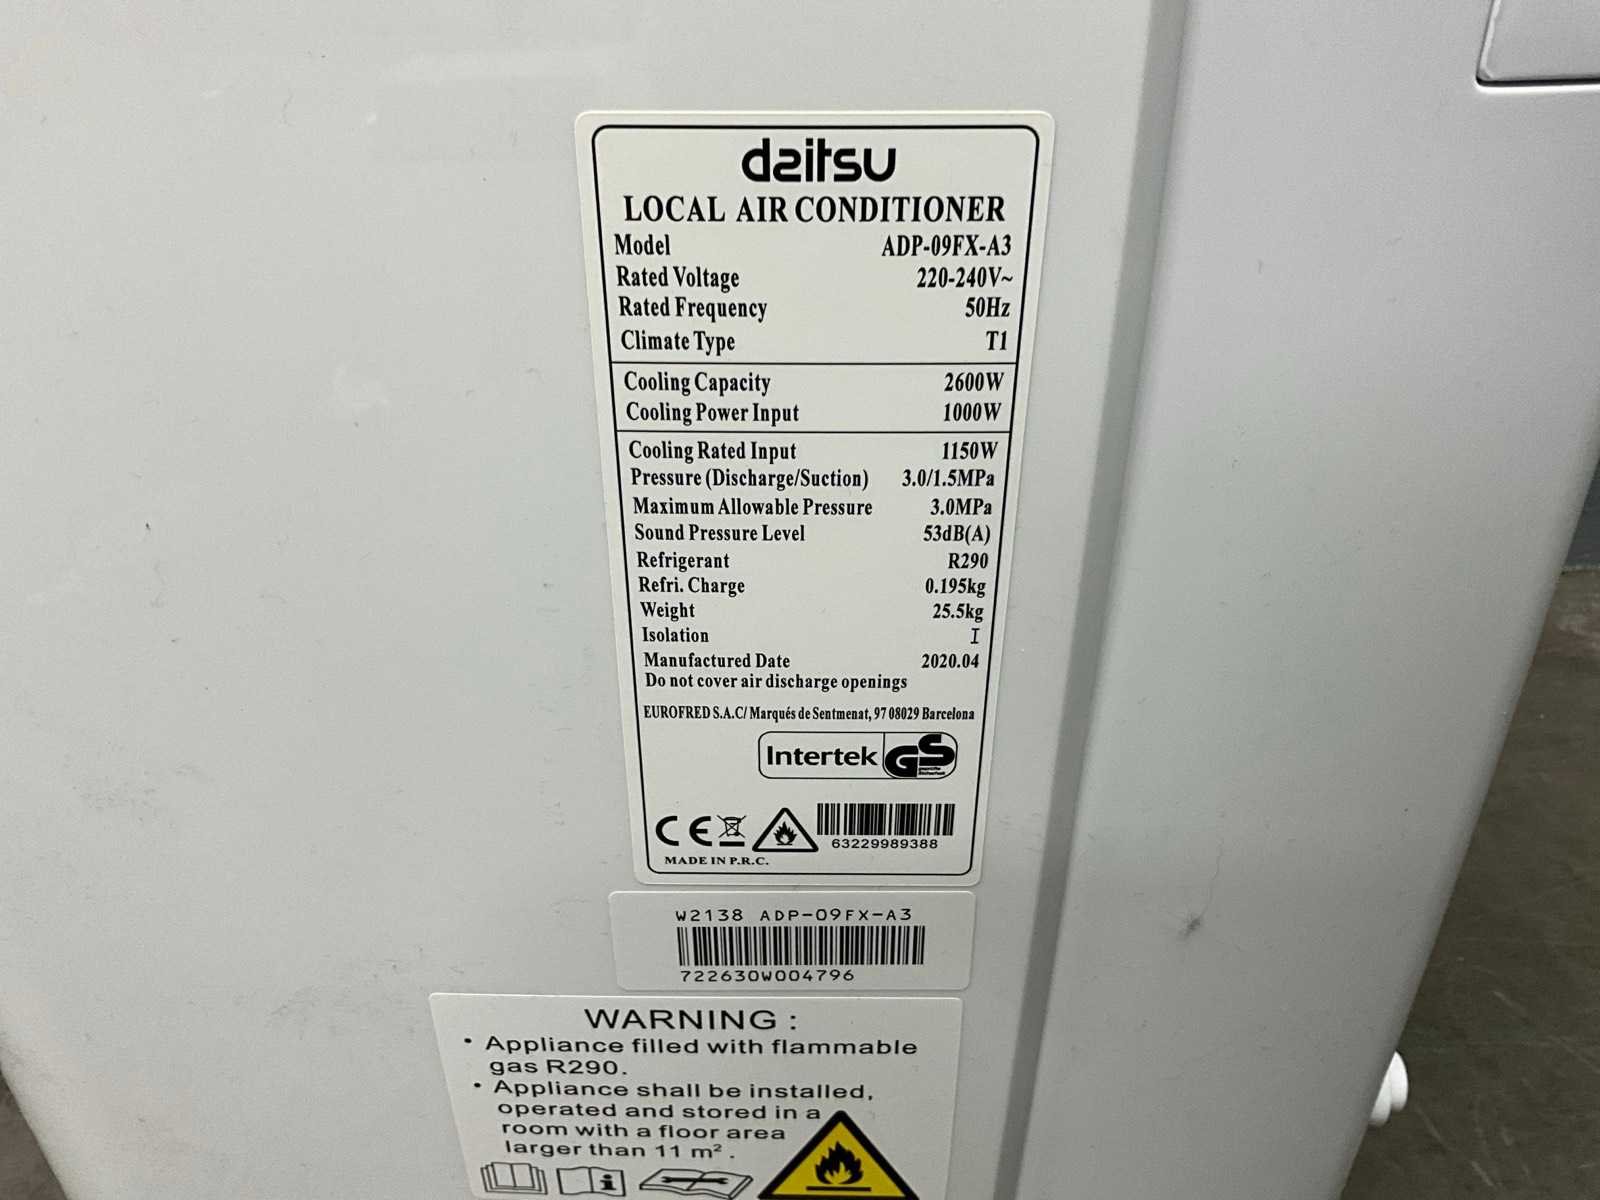 daitsu
LOCAL AIR CONDITIONER
Model ADP-09FX-A3
Rated Voltage 220-240V~
Rated Frequency 50Hz
Climate Type T1
Cooling Capacity 2600W
Cooling Power Input 1000W
Cooling Rated Input 1150W
Pressure (Discharge/Suction) 3.0/1.5MPa
Maximum Allowable Pressure 3.0MPa
Sound Pressure Level 53dB(A)
Refrigerant R290
Refri. Charge 0.195kg
Weight 25.5kg
Isolation I
Manufactured Date 2020.04
Do not cover air discharge openings
EUROFRED S.A.C/ Marqués de Sentmenat, 97 08029 Barcelona
Intertek GS
geprüfte
Sicherheit
CE
63229989388
MADE IN P.R.C.
W2138 ADP-09FX-A3
722630W004796
WARNING :
• Appliance filled with flammable
gas R290.
• Appliance shall be installed,
operated and stored in a
room with a floor area
larger than 11 m².